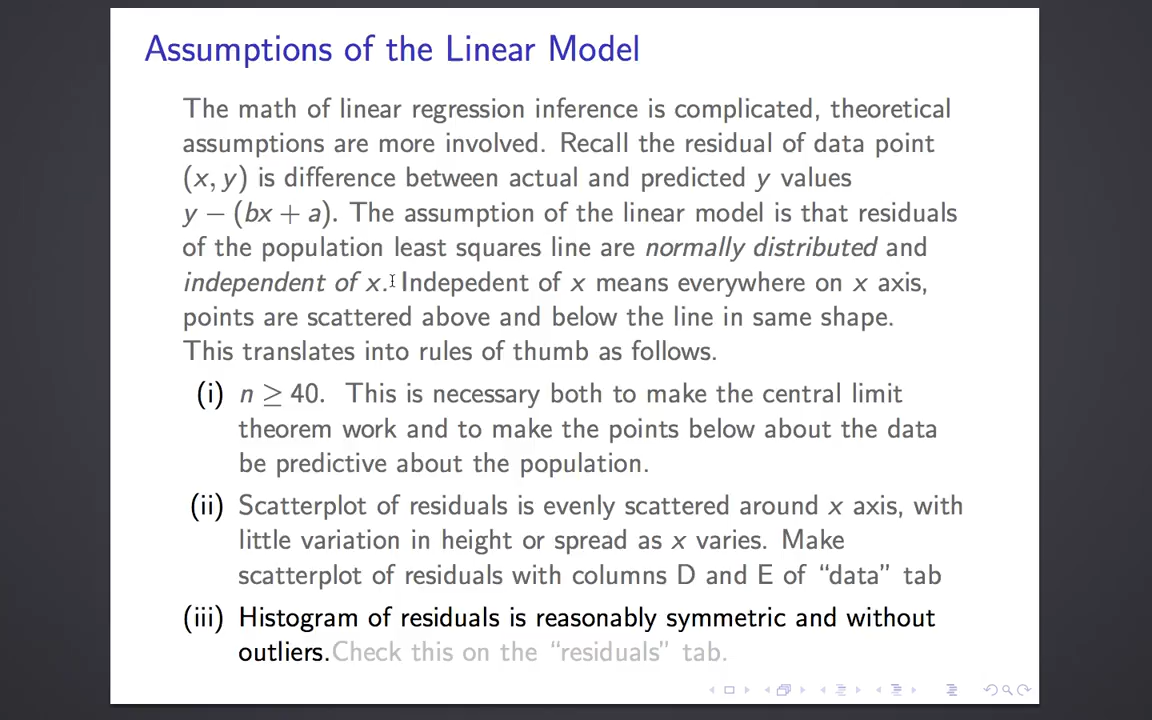 Assumptions of the Linear Model
The math of linear regression inference is complicated, theoretical
assumptions are more involved. Recall the residual of data point
(x, y) is difference between actual and predicted y values
y − (bx + a). The assumption of the linear model is that residuals
of the population least squares line are normally distributed and
independent of x. Indepedent of x means everywhere on x axis,
points are scattered above and below the line in same shape.
This translates into rules of thumb as follows.
(i) n ≥ 40. This is necessary both to make the central limit
theorem work and to make the points below about the data
be predictive about the population.
(ii) Scatterplot of residuals is evenly scattered around x axis, with
little variation in height or spread as x varies. Make
scatterplot of residuals with columns D and E of “data” tab
(iii) Histogram of residuals is reasonably symmetric and without
outliers.Check this on the “residuals” tab.